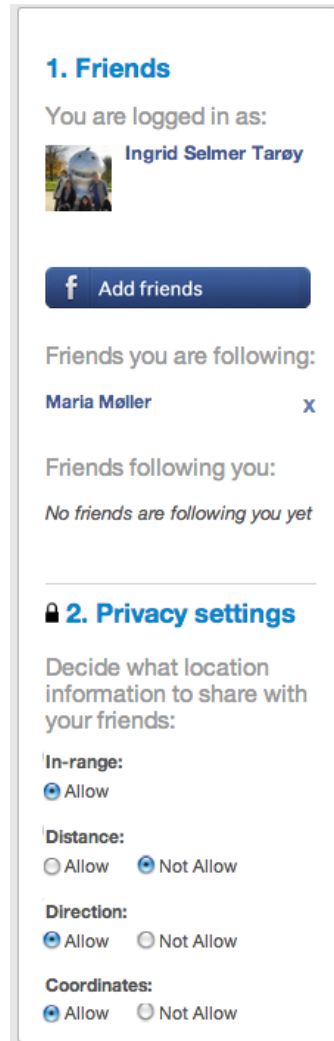 1. Friends
You are logged in as:
Ingrid Selmer Tarøy
f Add friends
Friends you are following:
Maria Møller x
Friends following you:
No friends are following you yet
2. Privacy settings
Decide what location
information to share with
your friends:
In-range:
Allow
Distance:
Allow Not Allow
Direction:
Allow Not Allow
Coordinates:
Allow Not Allow